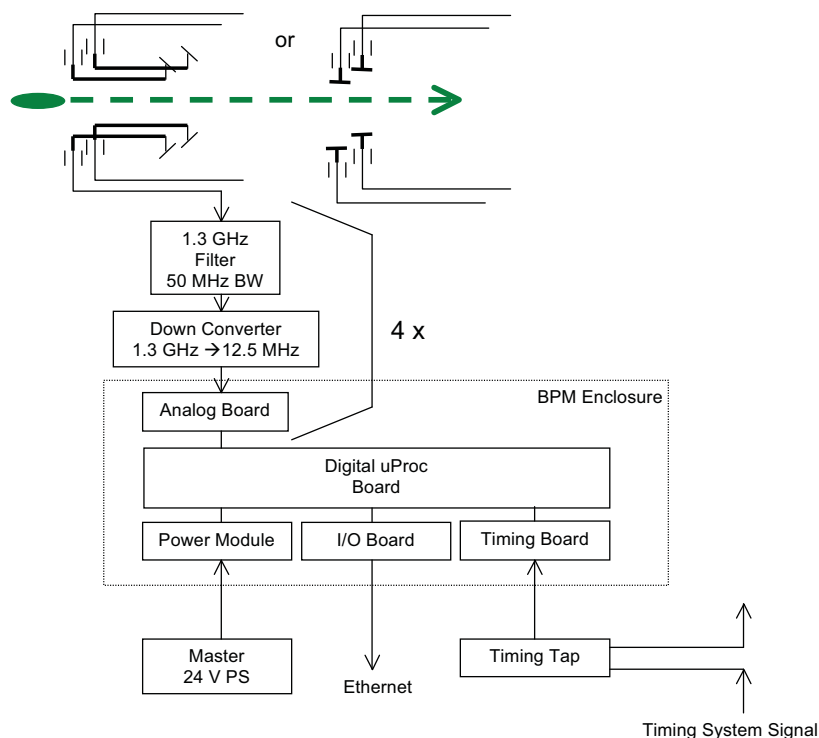 or
1.3 GHz
Filter
50 MHz BW
Down Converter
1.3 GHz →12.5 MHz
4 x
BPM Enclosure
Analog Board
Digital uProc
Board
Power Module
I/O Board
Timing Board
Master
24 V PS
Ethernet
Timing Tap
Timing System Signal